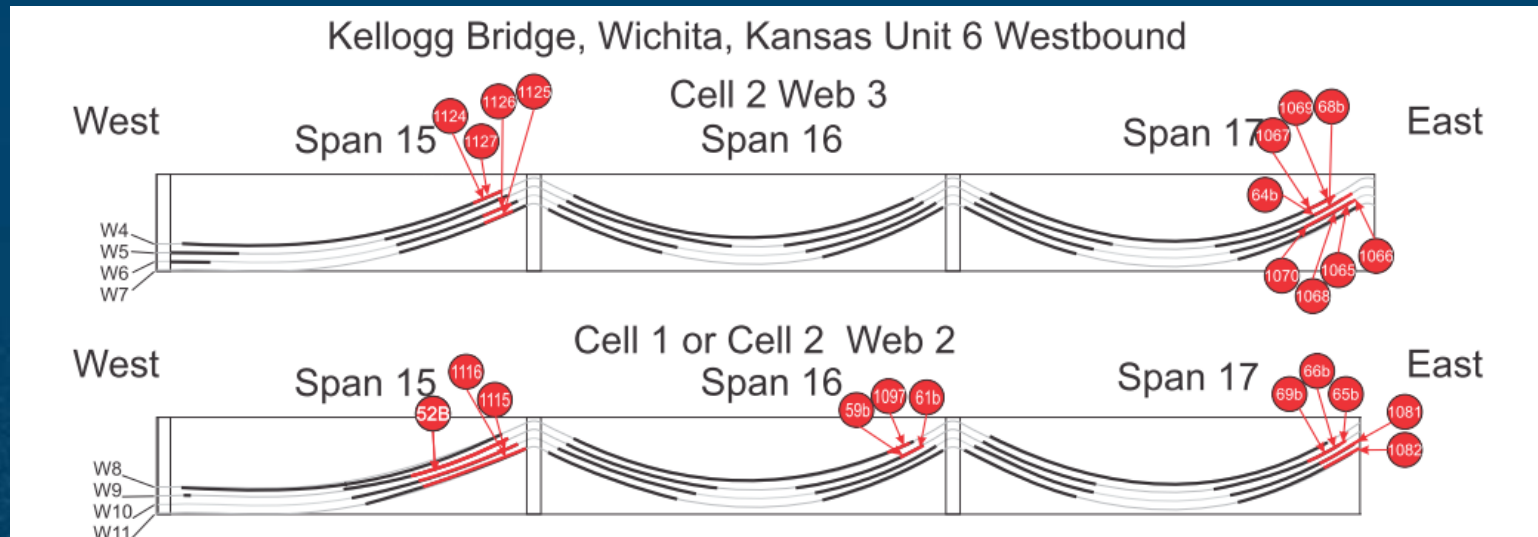 Kellogg Bridge, Wichita, Kansas Unit 6 Westbound
Cell 2 Web 3
West
East
Span 15
Span 16
Span 17
1124
1127
1126
1125
1067
1069
68b
64b
1070
1068
1065
1066
W4
W5
W6
W7
Cell 1 or Cell 2 Web 2
West
East
Span 15
Span 16
Span 17
1116
1115
52B
59b
1097
61b
69b
66b
65b
1081
1082
W8
W9
W10
W11